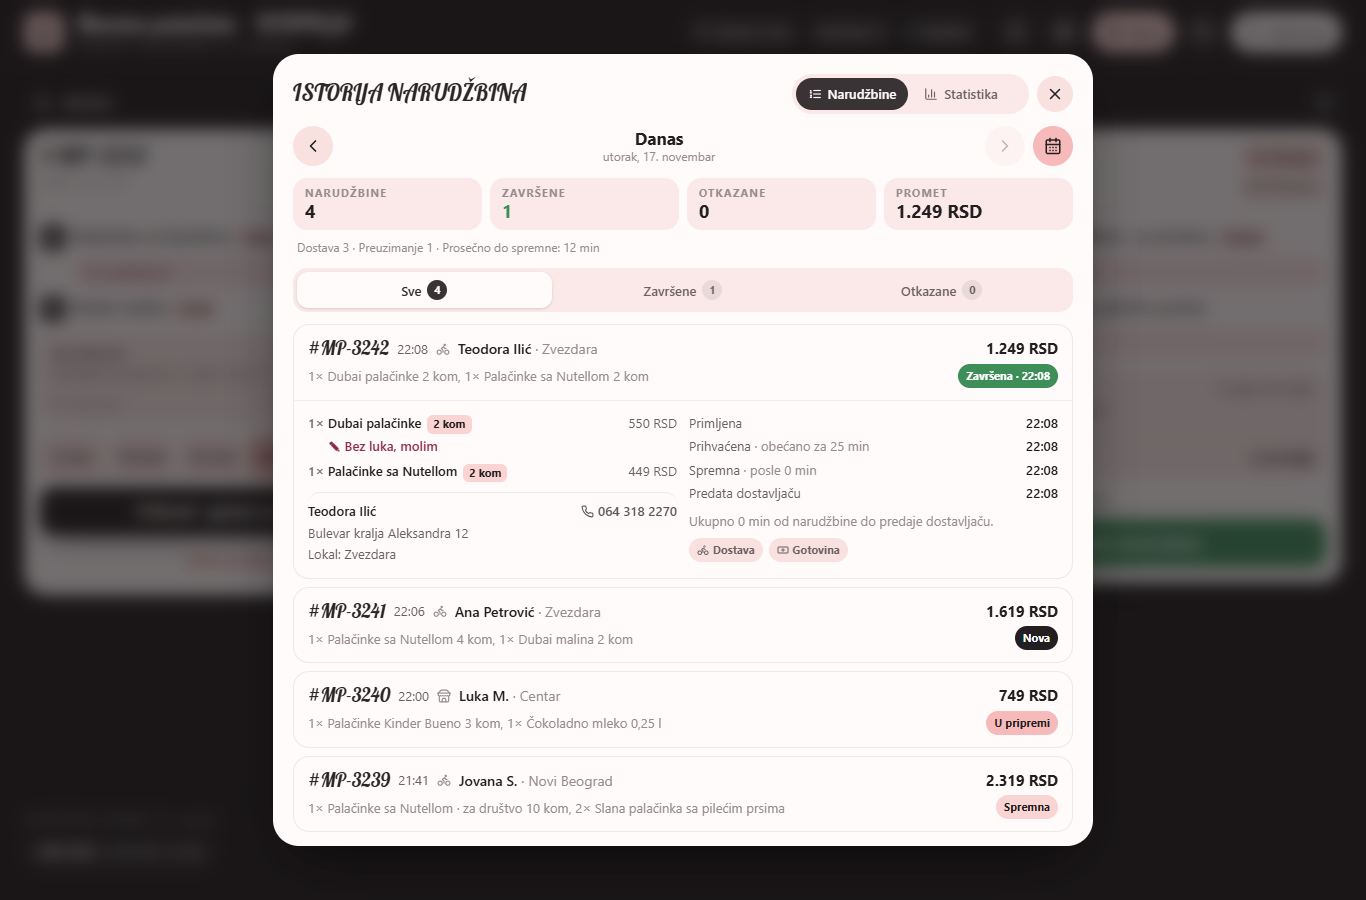 ISTORIJA NARUDŽBINA
Narudžbine
Statistika
Danas
utorak, 17. novembar
NARUDŽBINE
4
ZAVRŠENE
1
OTKAZANE
0
PROMET
1.249 RSD
Dostava 3 · Preuzimanje 1 · Prosečno do spremne: 12 min
Sve 4
Završene 1
Otkazane 0
#MP-3242 22:08 Teodora Ilić · Zvezdara 1.249 RSD
1× Dubai palačinke 2 kom, 1× Palačinke sa Nutellom 2 kom Završena · 22:08
1× Dubai palačinke 2 kom 550 RSD
Bez luka, molim
1× Palačinke sa Nutellom 2 kom 449 RSD
Teodora Ilić 064 318 2270
Bulevar kralja Aleksandra 12
Lokal: Zvezdara
Primljena 22:08
Prihvaćena · obećano za 25 min 22:08
Spremna · posle 0 min 22:08
Predata dostavljaču 22:08
Ukupno 0 min od narudžbine do predaje dostavljaču.
Dostava Gotovina
#MP-3241 22:06 Ana Petrović · Zvezdara 1.619 RSD
1× Palačinke sa Nutellom 4 kom, 1× Dubai malina 2 kom Nova
#MP-3240 22:00 Luka M. · Centar 749 RSD
1× Palačinke Kinder Bueno 3 kom, 1× Čokoladno mleko 0,25 l U pripremi
#MP-3239 21:41 Jovana S. · Novi Beograd 2.319 RSD
1× Palačinke sa Nutellom · za društvo 10 kom, 2× Slana palačinka sa pilećim prsima Spremna